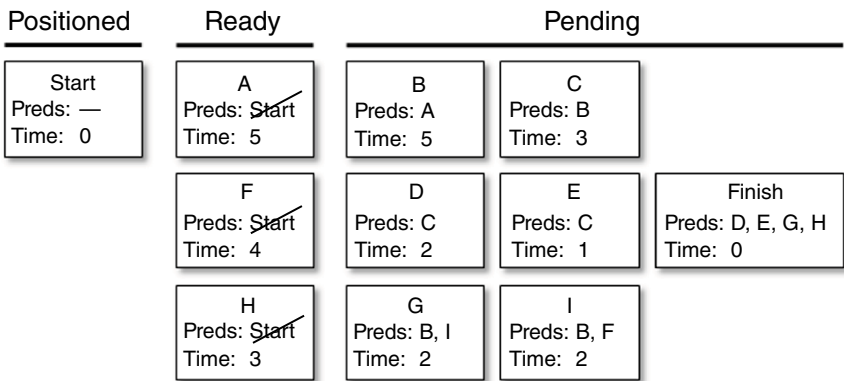 Positioned
Ready
Pending
Start
Preds: —
Time: 0
A
Preds: Start
Time: 5
B
Preds: A
Time: 5
C
Preds: B
Time: 3
F
Preds: Start
Time: 4
D
Preds: C
Time: 2
E
Preds: C
Time: 1
Finish
Preds: D, E, G, H
Time: 0
H
Preds: Start
Time: 3
G
Preds: B, I
Time: 2
I
Preds: B, F
Time: 2